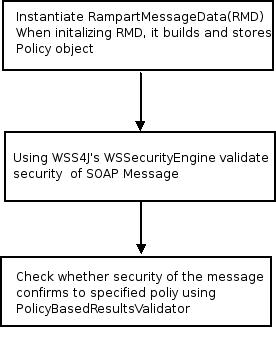 Instantiate RampartMessageData(RMD)
When initalizing RMD, it builds and stores
Policy object
Using WSS4J's WSSecurityEngine validate
security of SOAP Message
Check whether security of the message
confirms to specified poliy using
PolicyBasedResultsValidator